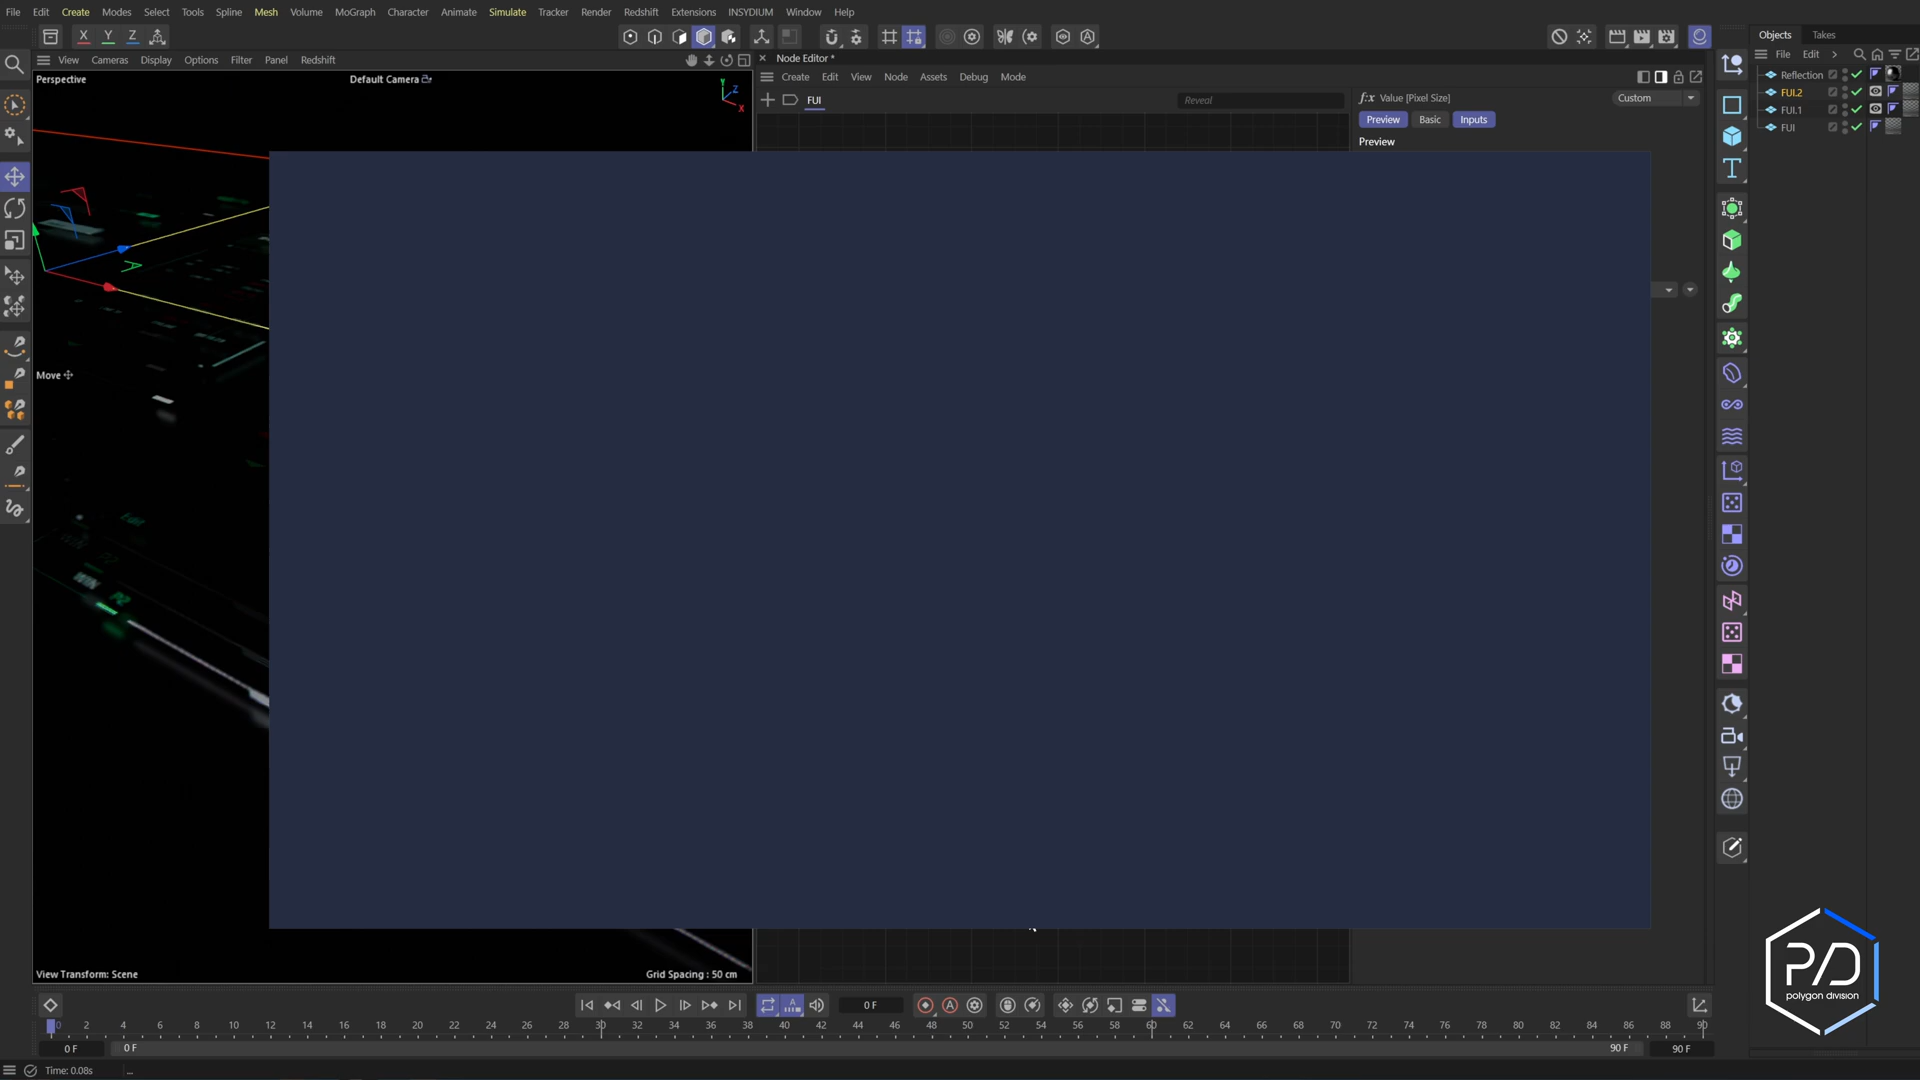 File Edit Create Modes Select Tools Spline Mesh Volume MoGraph Character Animate Simulate Tracker Render Redshift Extensions INSYDIUM Window Help
X Y Z
Objects Takes
View Cameras Display Options Filter Panel Redshift
Node Editor *
File Edit
Perspective
Default Camera
Y Z X
Create Edit View Node Assets Debug Mode
Reflection
FUI.2
FUI.1
FUI
FUI
Reveal
f:x Value [Pixel Size]
Custom
Preview Basic Inputs
Preview
Move
Edit
WIN
P2
View Transform: Scene
Grid Spacing : 50 cm
P/D
polygon division
0 F
0 2 4 6 8 10 12 14 16 18 20 22 24 26 28 30 32 34 36 38 40 42 44 46 48 50 52 54 56 58 60 62 64 66 68 70 72 74 76 78 80 82 84 86 88 90
0 F 0 F 90 F 90 F
Time: 0.08s
...